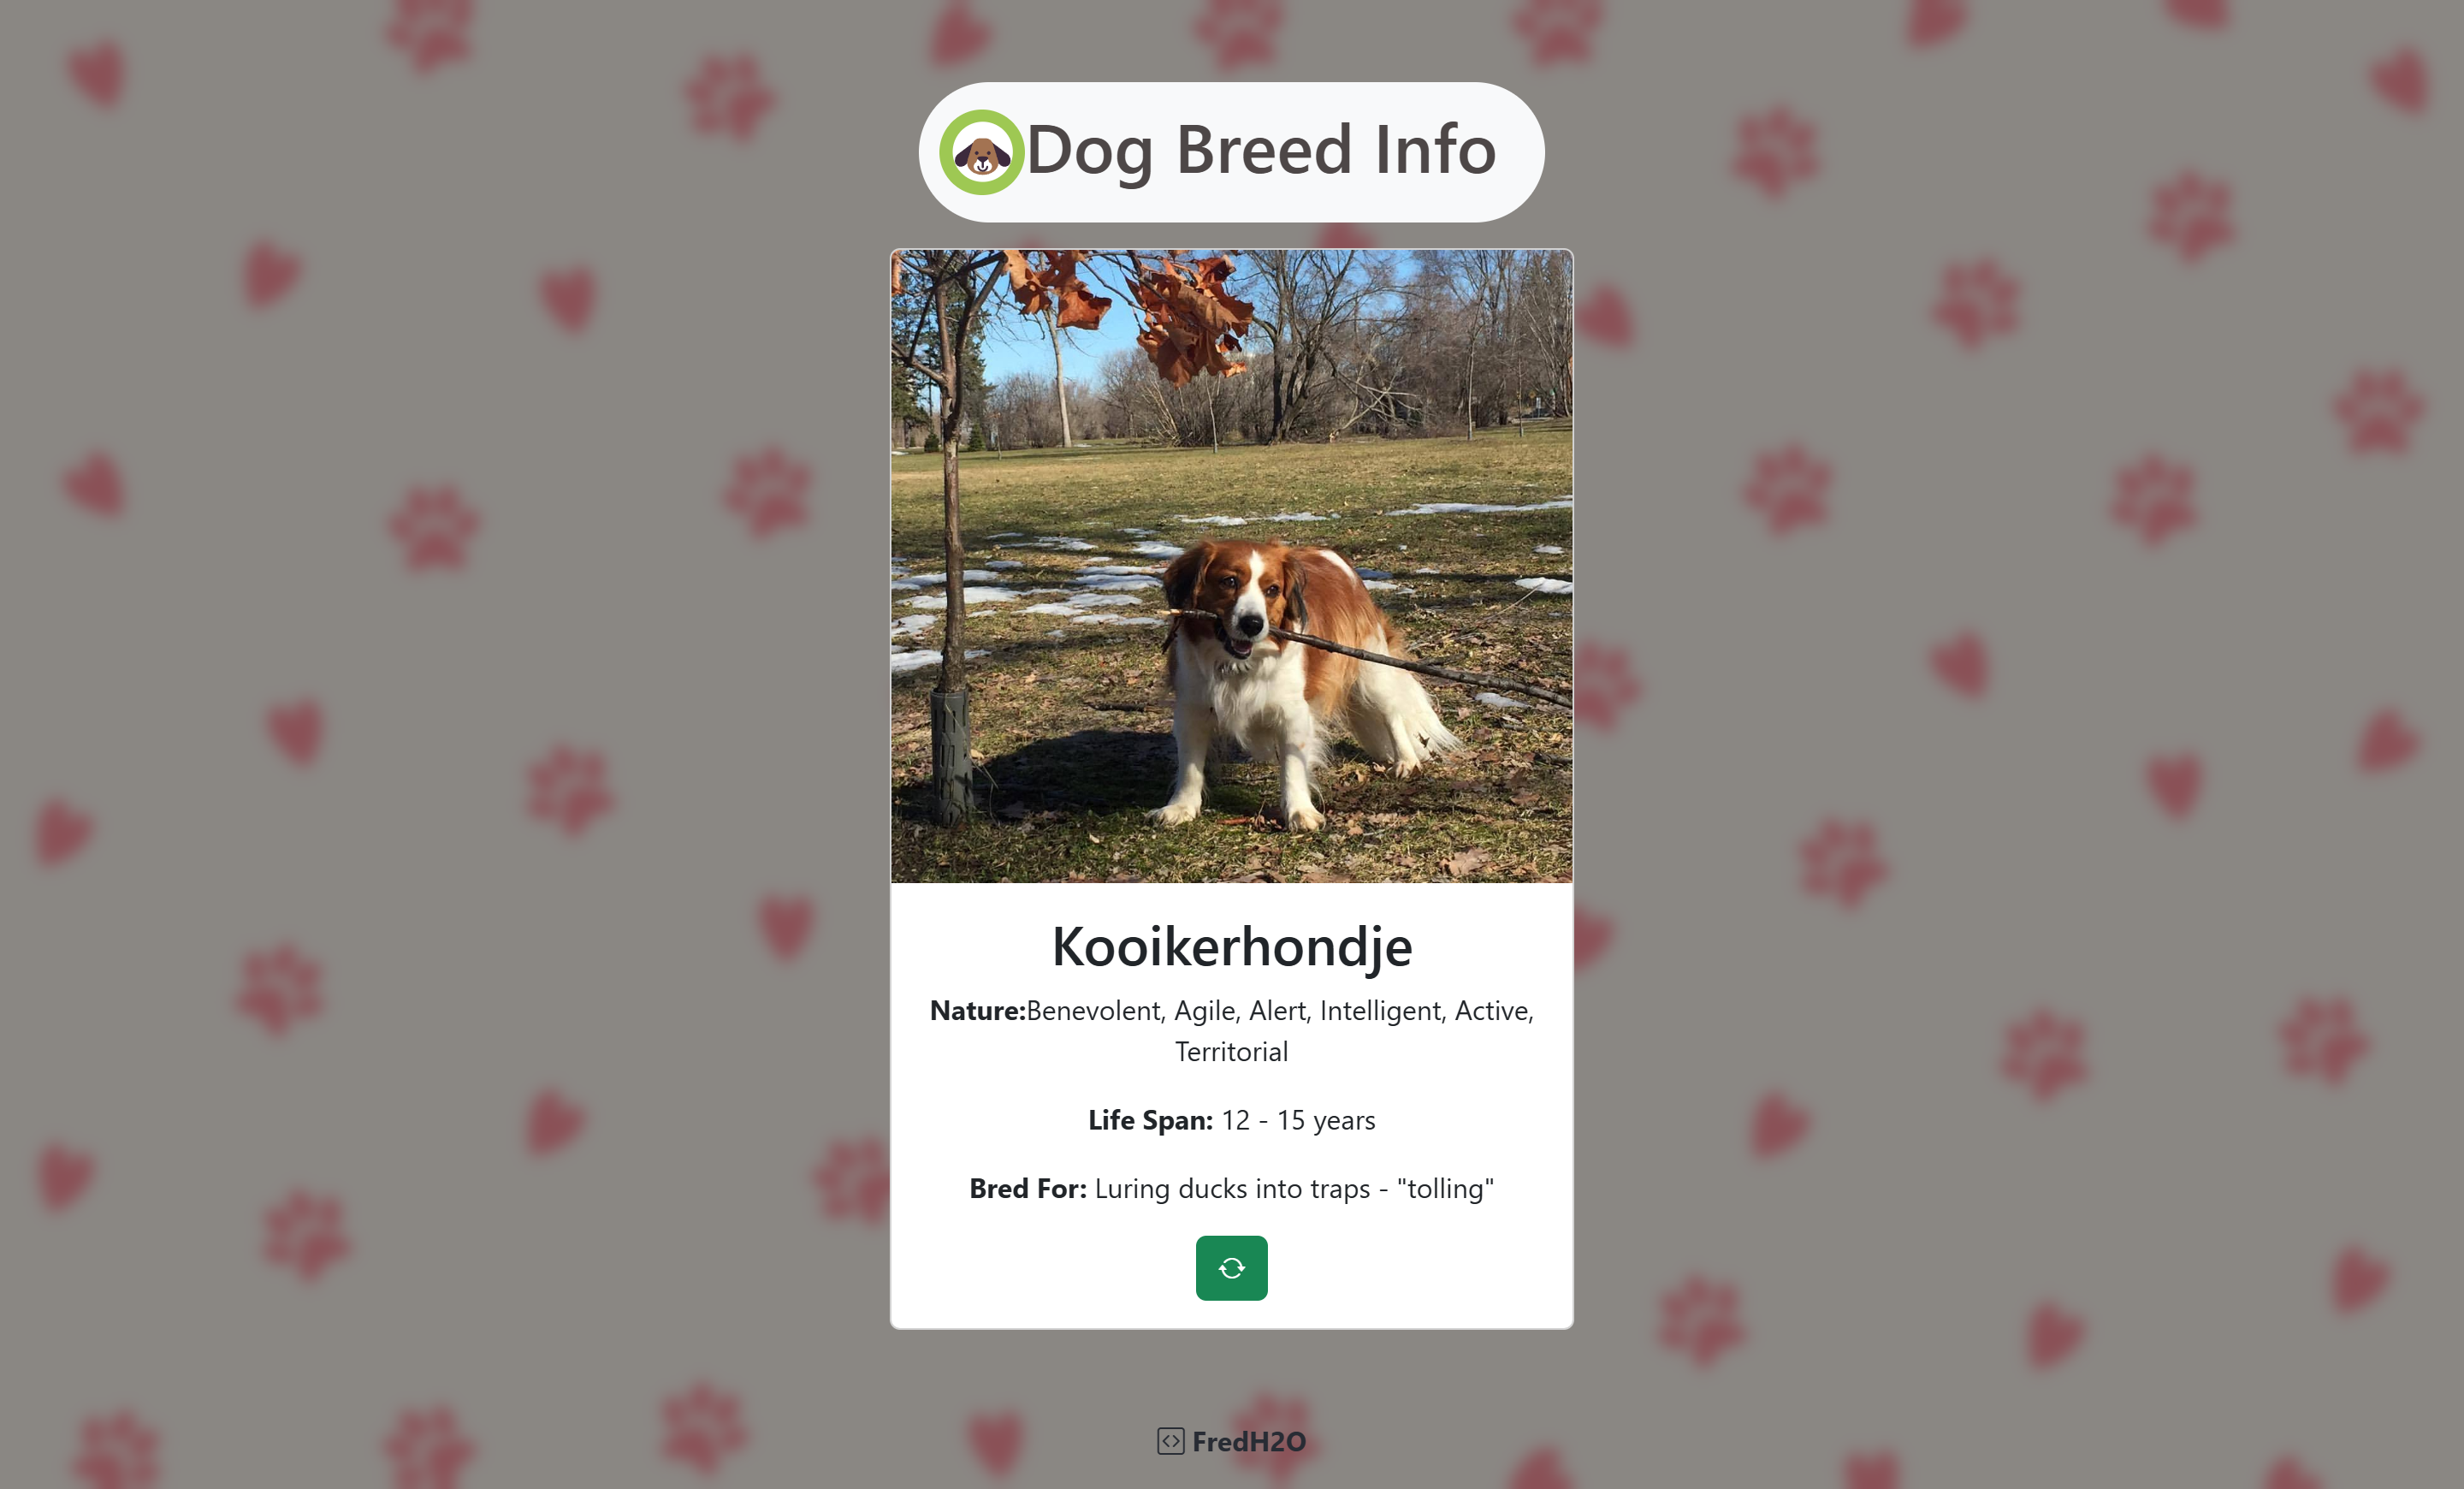 Dog Breed Info
Kooikerhondje
Nature:Benevolent, Agile, Alert, Intelligent, Active,
Territorial
Life Span: 12 - 15 years
Bred For: Luring ducks into traps - "tolling"
FredH2O